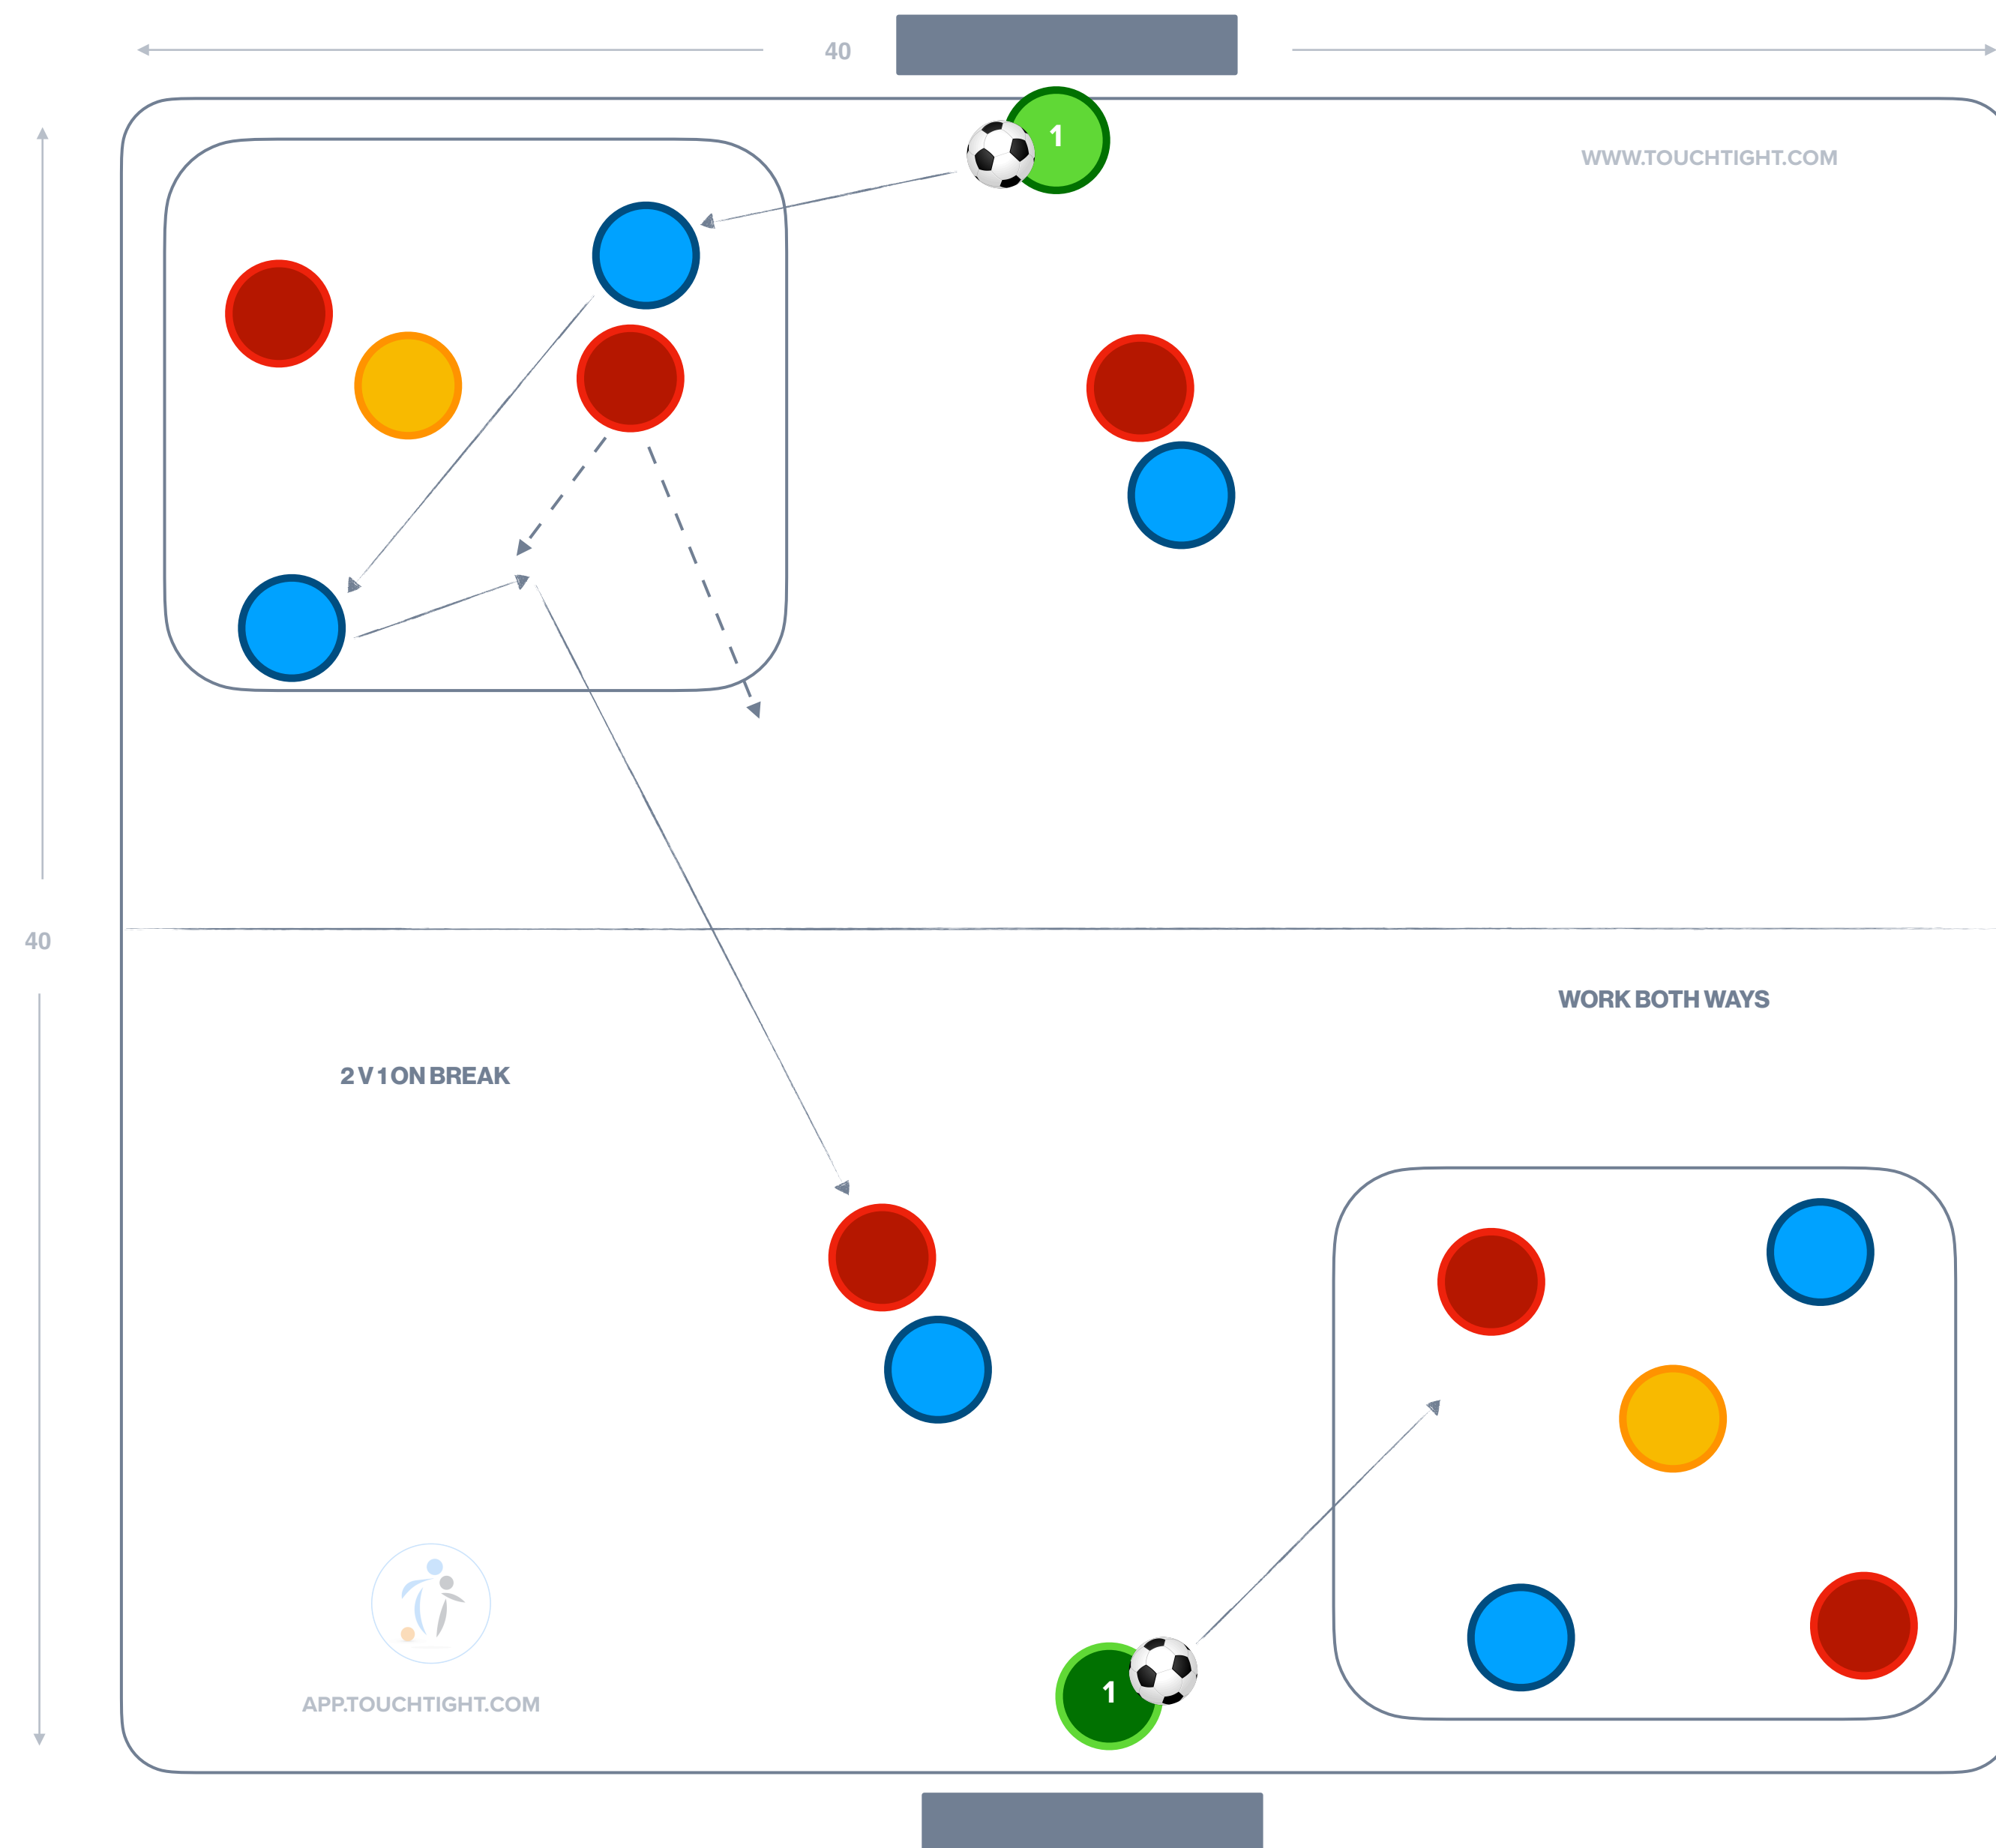 40
1
WWW.TOUCHTIGHT.COM
40
WORK BOTH WAYS
2 V 1 ON BREAK
1
APP.TOUCHTIGHT.COM